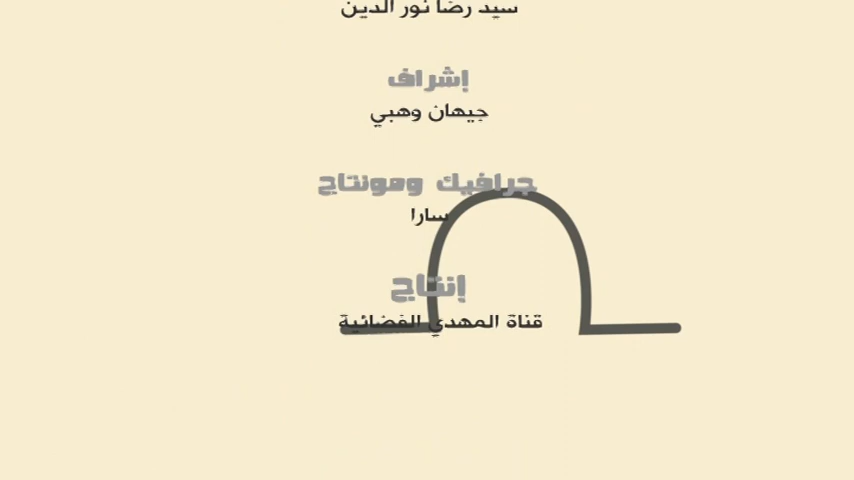 سيد رضا نور الدين
إشراف
جيهان وهبي
جرافيك ومونتاج
سارا
إنتاج
قناة المهدي الفضائية